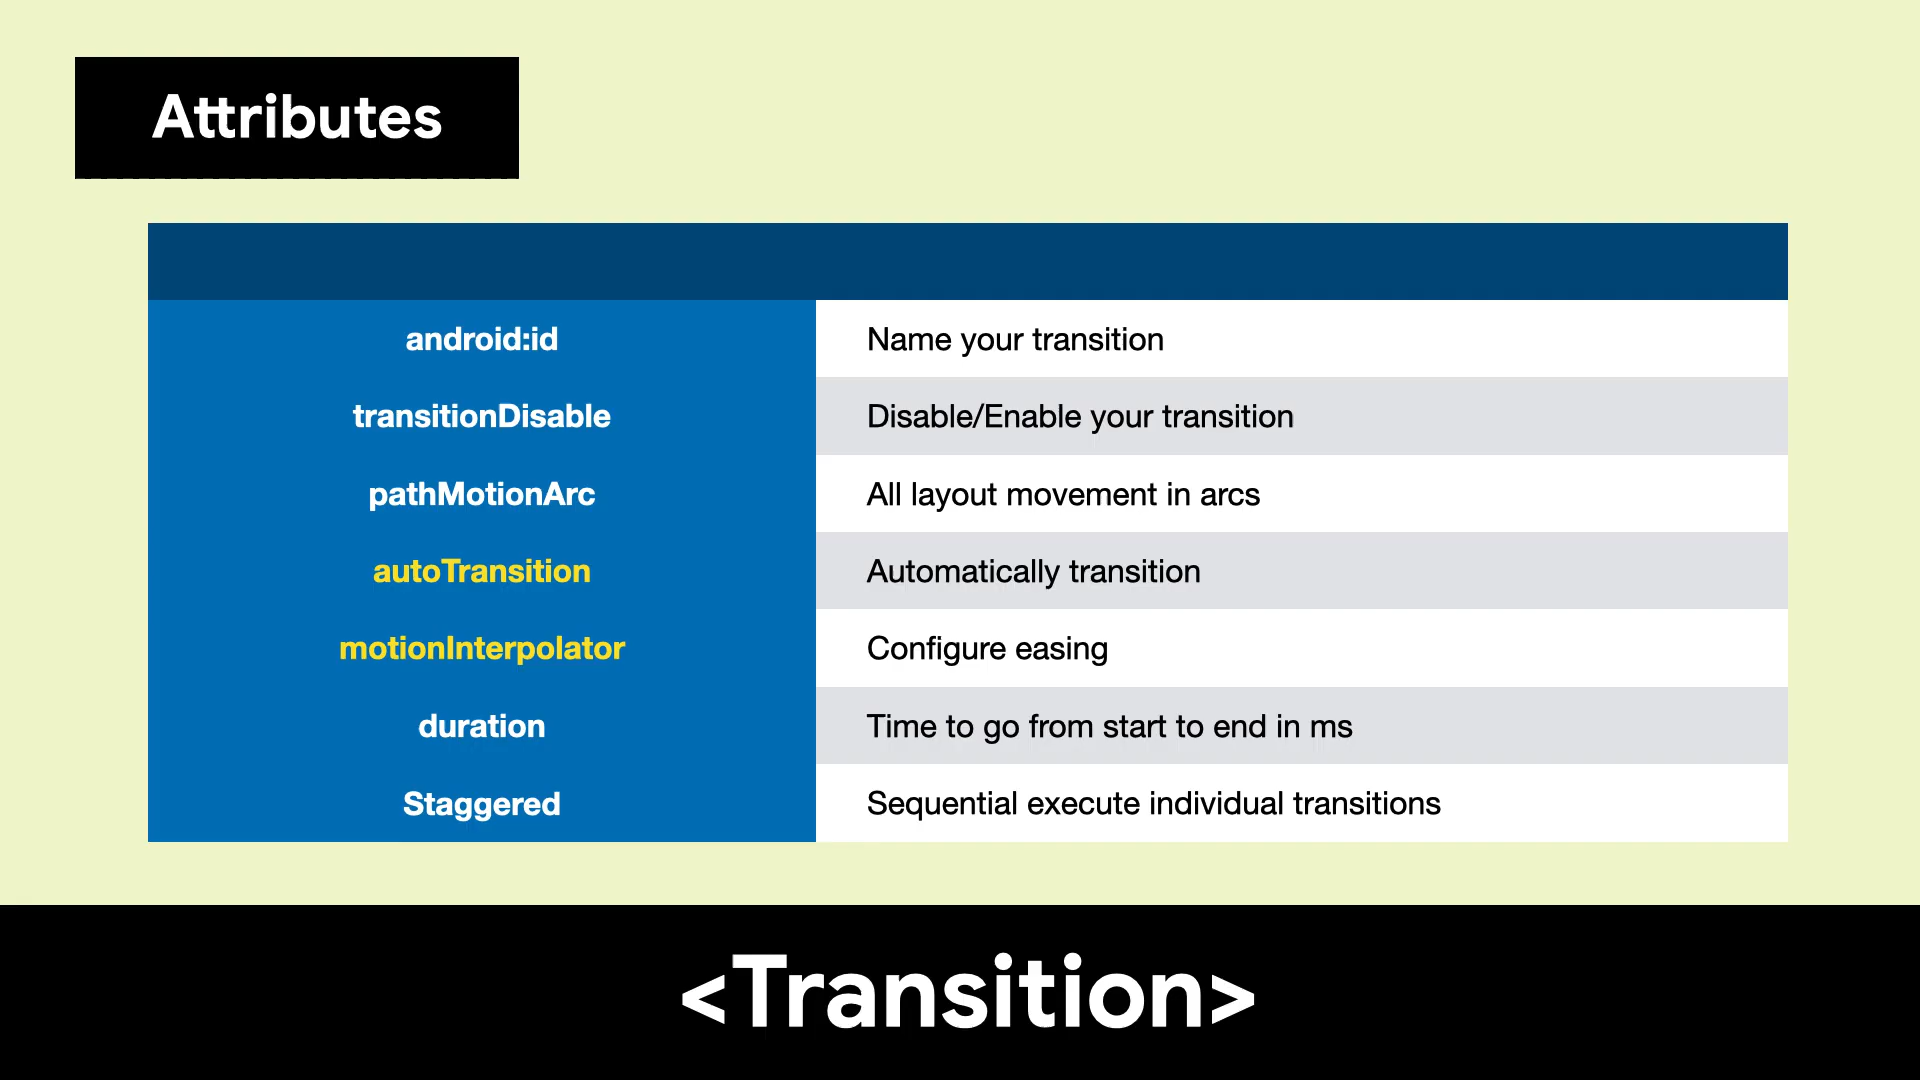 Attributes
android:id Name your transition
transitionDisable Disable/Enable your transition
pathMotionArc All layout movement in arcs
autoTransition Automatically transition
motionInterpolator Configure easing
duration Time to go from start to end in ms
Staggered Sequential execute individual transitions
<Transition>